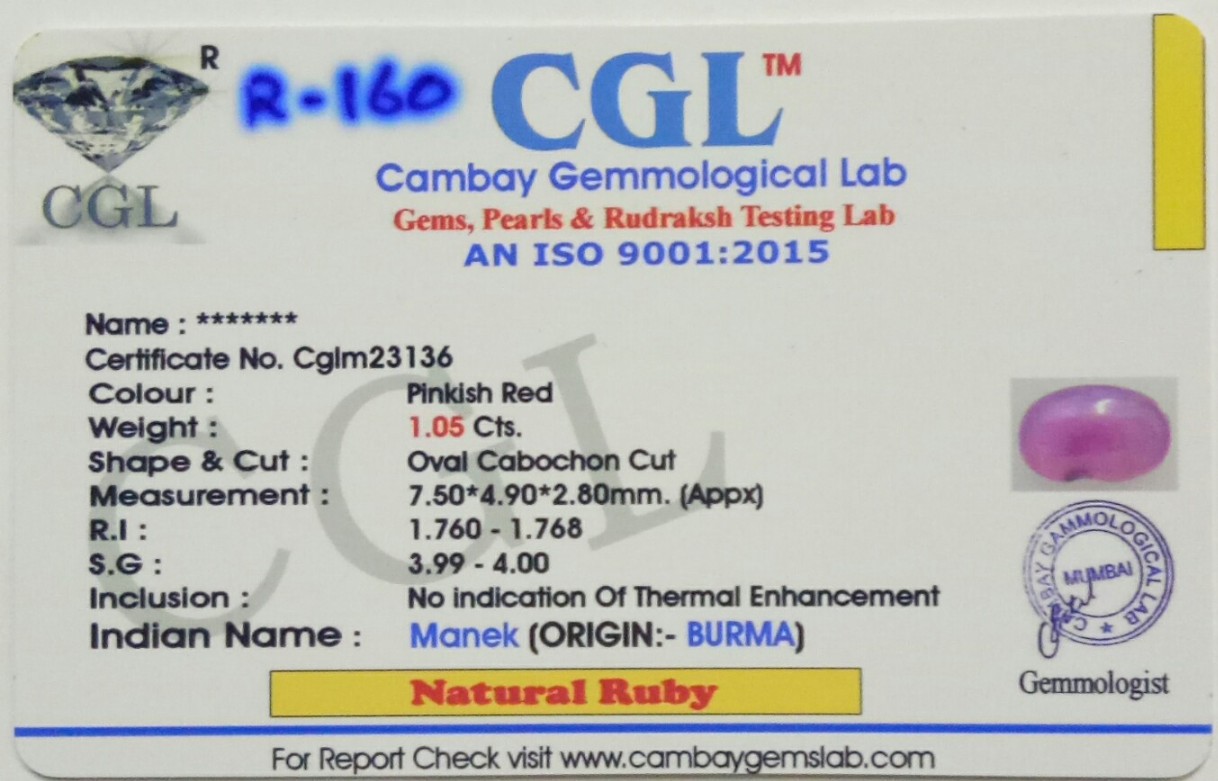 R
R-160
CGL
CGL™
Cambay Gemmological Lab
Gems, Pearls & Rudraksh Testing Lab
AN ISO 9001:2015
Name : *******
Certificate No. Cglm23136
Colour : Pinkish Red
Weight : 1.05 Cts.
Shape & Cut : Oval Cabochon Cut
Measurement : 7.50*4.90*2.80mm. (Appx)
R.I : 1.760 - 1.768
S.G : 3.99 - 4.00
Inclusion : No indication Of Thermal Enhancement
Indian Name : Manek (ORIGIN:- BURMA)
CGL
CAMBAY GAMMOLOGICAL LAB
MUMBAI
Gemmologist
Natural Ruby
For Report Check visit www.cambaygemslab.com